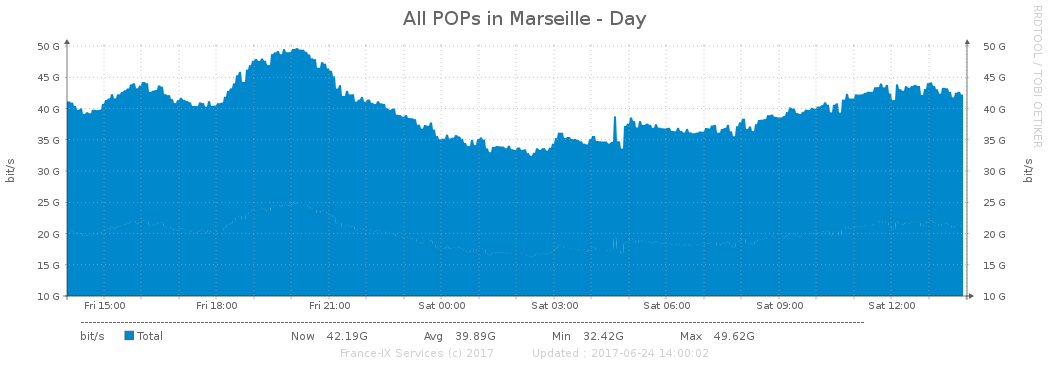 All POPs in Marseille - Day
RRDTOOL / TOBI OETIKER
bit/s
50 G 50 G
45 G 45 G
40 G 40 G
35 G 35 G
30 G 30 G
25 G 25 G
20 G 20 G
15 G 15 G
10 G 10 G
bit/s
Fri 15:00 Fri 18:00 Fri 21:00 Sat 00:00 Sat 03:00 Sat 06:00 Sat 09:00 Sat 12:00
bit/s Total Now 42.19G Avg 39.89G Min 32.42G Max 49.62G
France-IX Services (c) 2017 Updated : 2017-06-24 14:00:02